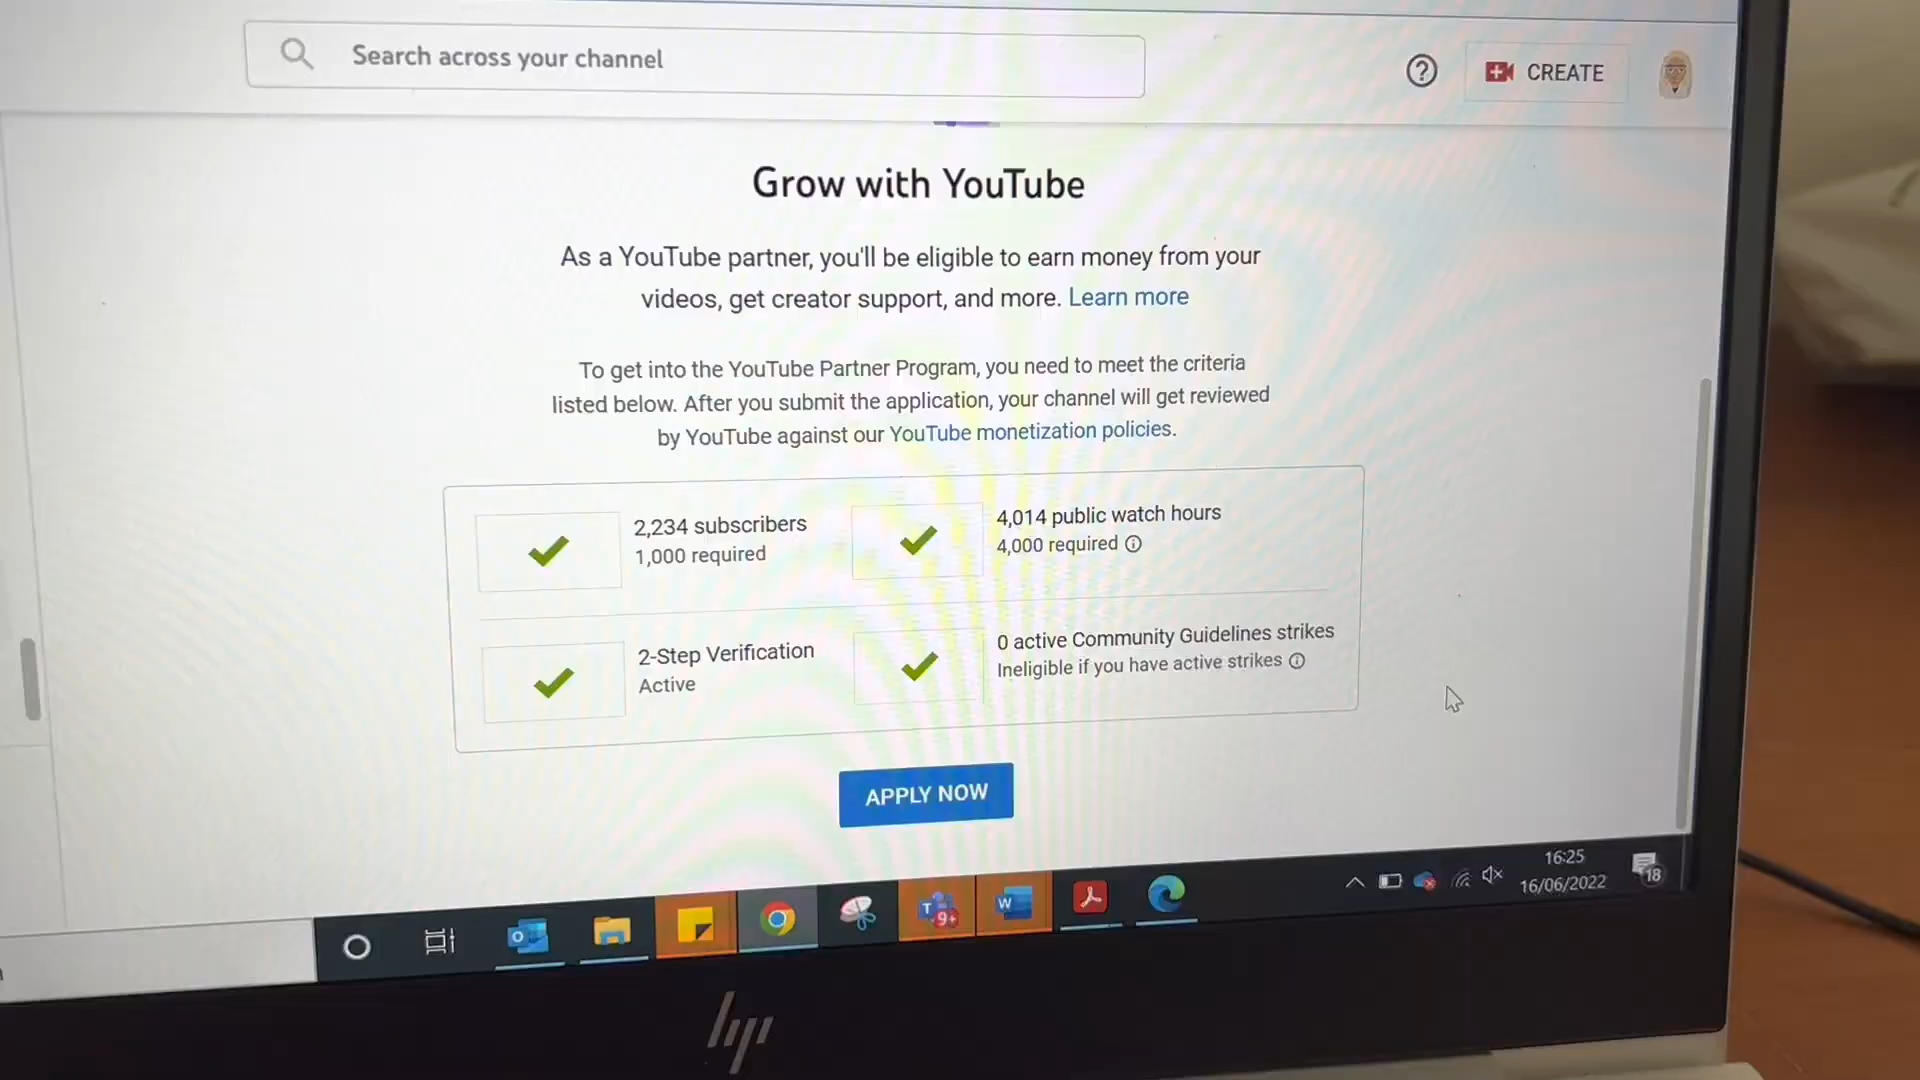 Search across your channel
CREATE
Grow with YouTube
As a YouTube partner, you'll be eligible to earn money from your
videos, get creator support, and more. Learn more
To get into the YouTube Partner Program, you need to meet the criteria
listed below. After you submit the application, your channel will get reviewed
by YouTube against our YouTube monetization policies.
2,234 subscribers
1,000 required
4,014 public watch hours
4,000 required
2-Step Verification
Active
0 active Community Guidelines strikes
Ineligible if you have active strikes
APPLY NOW
16:25
16/06/2022
18
9+
hp